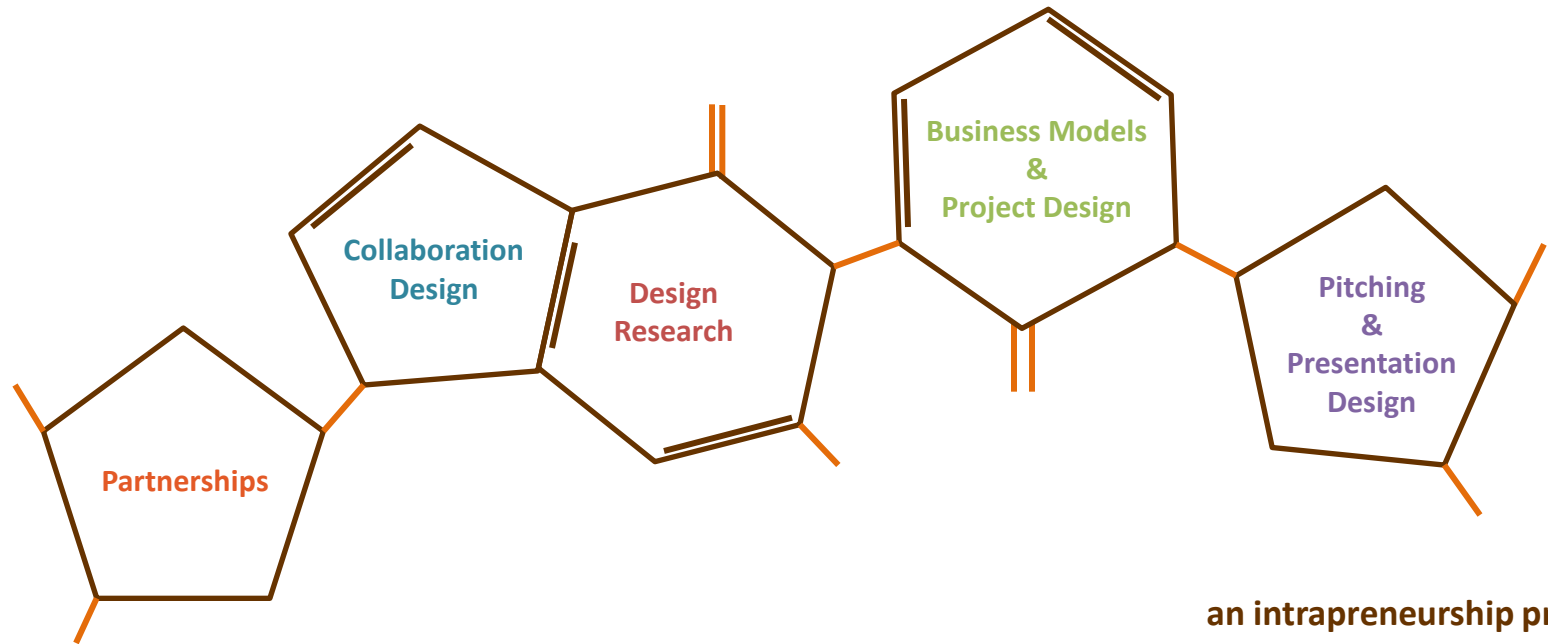 Business Models
&
Project Design
Collaboration
Design
Design
Research
Pitching
&
Presentation
Design
Partnerships
an intrapreneurship